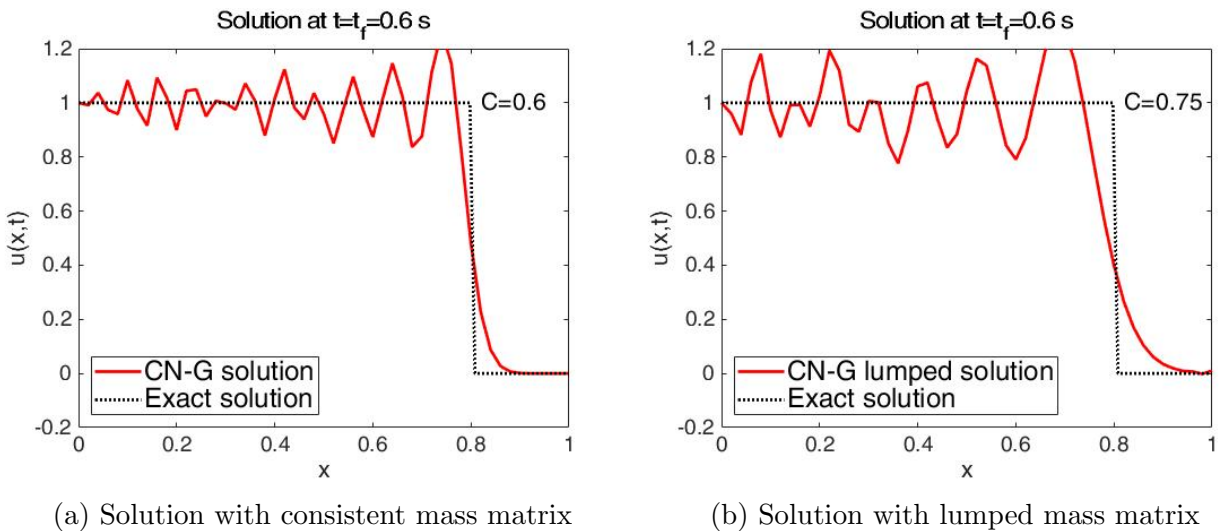 Solution at t=t_f=0.6 s
1.2
1
0.8
0.6
0.4
0.2
0
-0.2
u(x,t)
C=0.6
CN-G solution
Exact solution
0 0.2 0.4 0.6 0.8 1
x
(a) Solution with consistent mass matrix
Solution at t=t_f=0.6 s
1.2
1
0.8
0.6
0.4
0.2
0
-0.2
u(x,t)
C=0.75
CN-G lumped solution
Exact solution
0 0.2 0.4 0.6 0.8 1
x
(b) Solution with lumped mass matrix